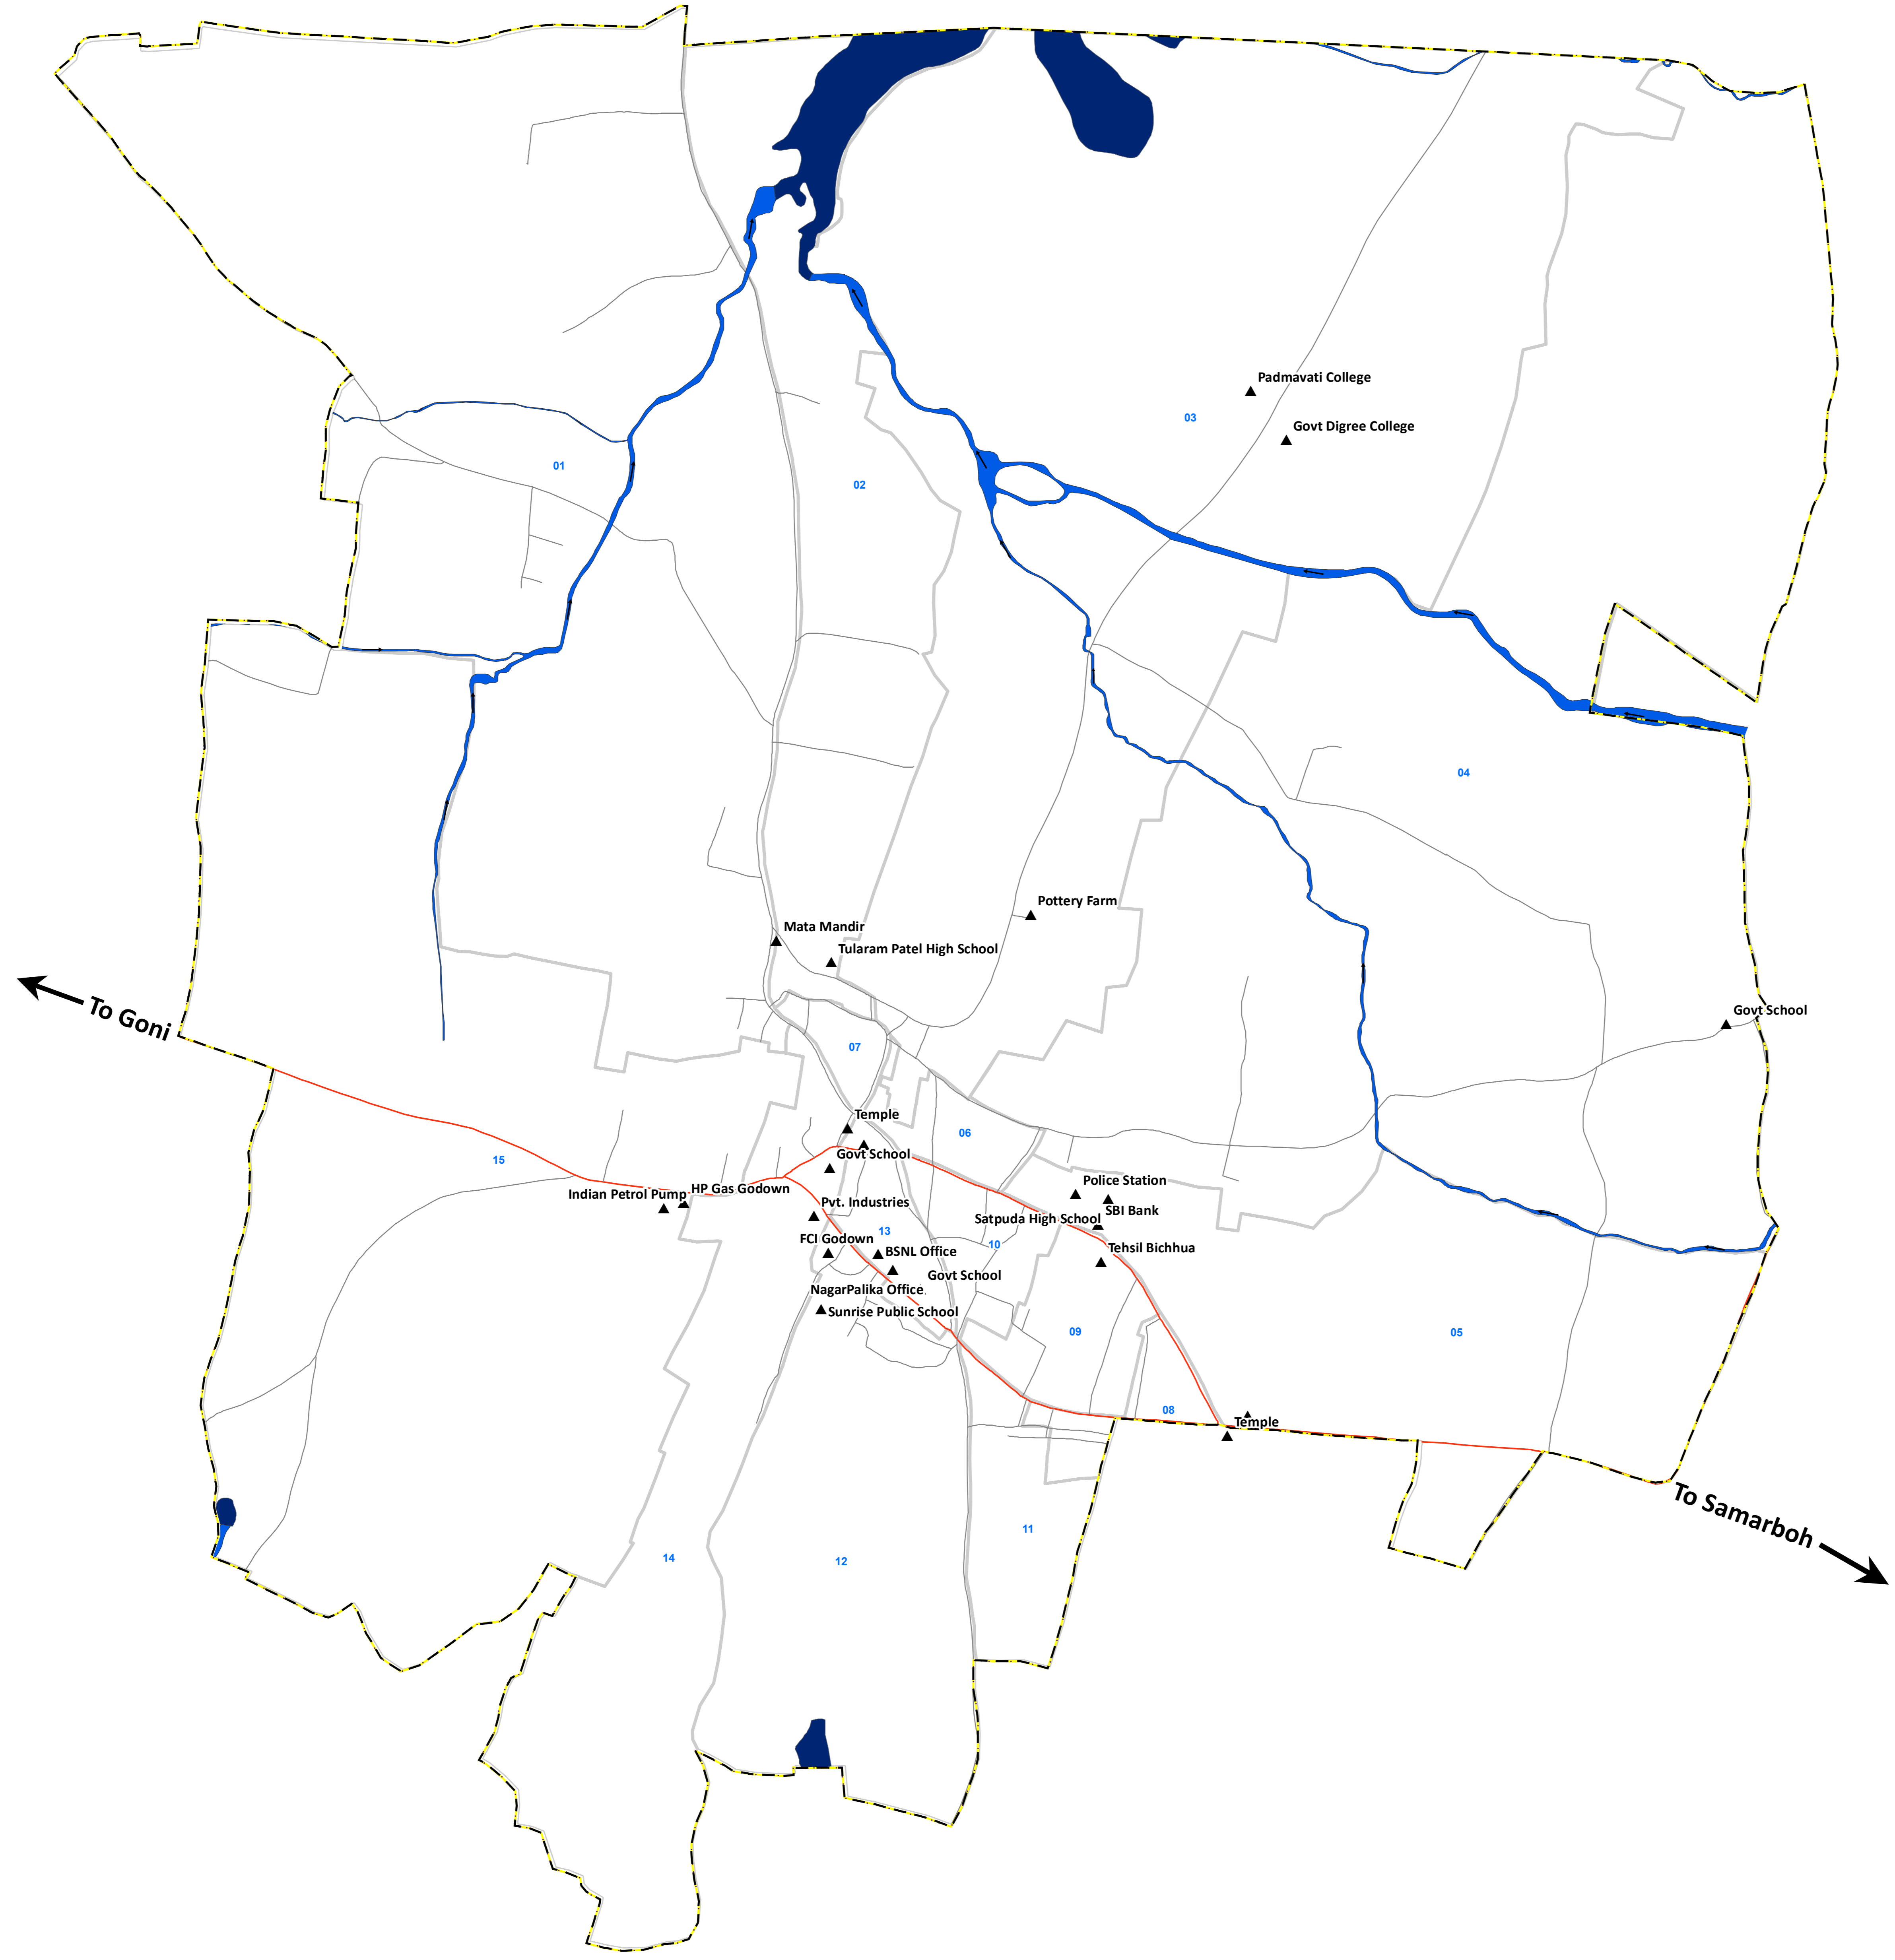 Padmavati College
03
Govt Digree College
01
02
04
Pottery Farm
Mata Mandir
Tularam Patel High School
To Goni
Govt School
07
Temple
06
Govt School
15
Police Station
HP Gas Godown
Indian Petrol Pump
Pvt. Industries
SBI Bank
Satpuda High School
13
FCI Godown
10
Tehsil Bichhua
BSNL Office
Govt School
NagarPalika Office
Sunrise Public School
09
05
08
Temple
To Samarboh
11
14
12